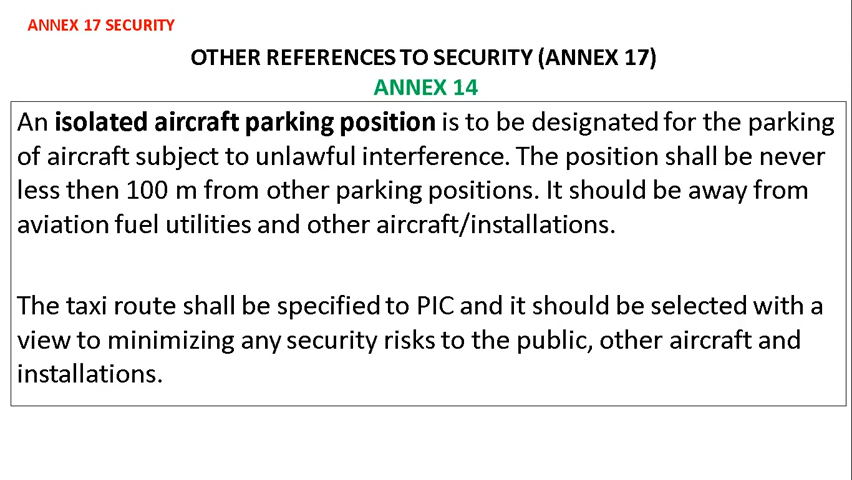 ANNEX 17 SECURITY
OTHER REFERENCES TO SECURITY (ANNEX 17)
ANNEX 14
An isolated aircraft parking position is to be designated for the parking
of aircraft subject to unlawful interference. The position shall be never
less then 100 m from other parking positions. It should be away from
aviation fuel utilities and other aircraft/installations.
The taxi route shall be specified to PIC and it should be selected with a
view to minimizing any security risks to the public, other aircraft and
installations.